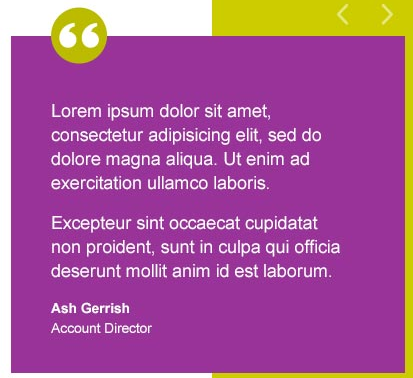 Lorem ipsum dolor sit amet,
consectetur adipisicing elit, sed do
dolore magna aliqua. Ut enim ad
exercitation ullamco laboris.
Excepteur sint occaecat cupidatat
non proident, sunt in culpa qui officia
deserunt mollit anim id est laborum.
Ash Gerrish
Account Director